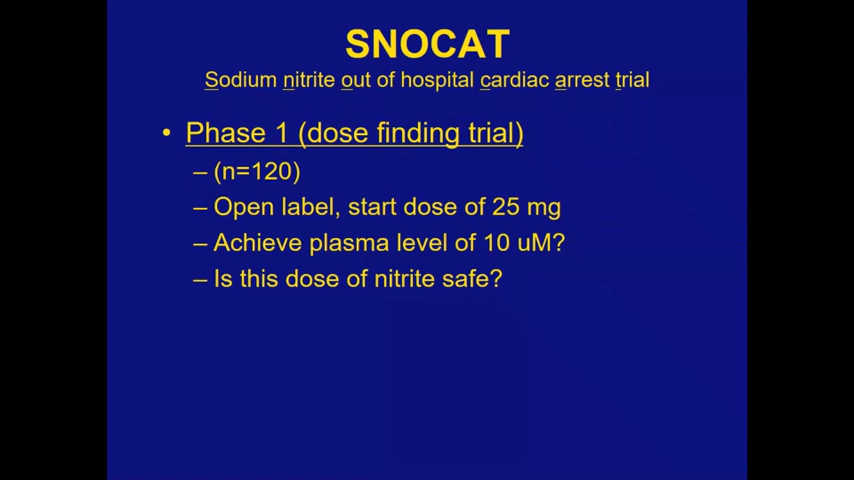 SNOCAT
Sodium nitrite out of hospital cardiac arrest trial
• Phase 1 (dose finding trial)
– (n=120)
– Open label, start dose of 25 mg
– Achieve plasma level of 10 uM?
– Is this dose of nitrite safe?